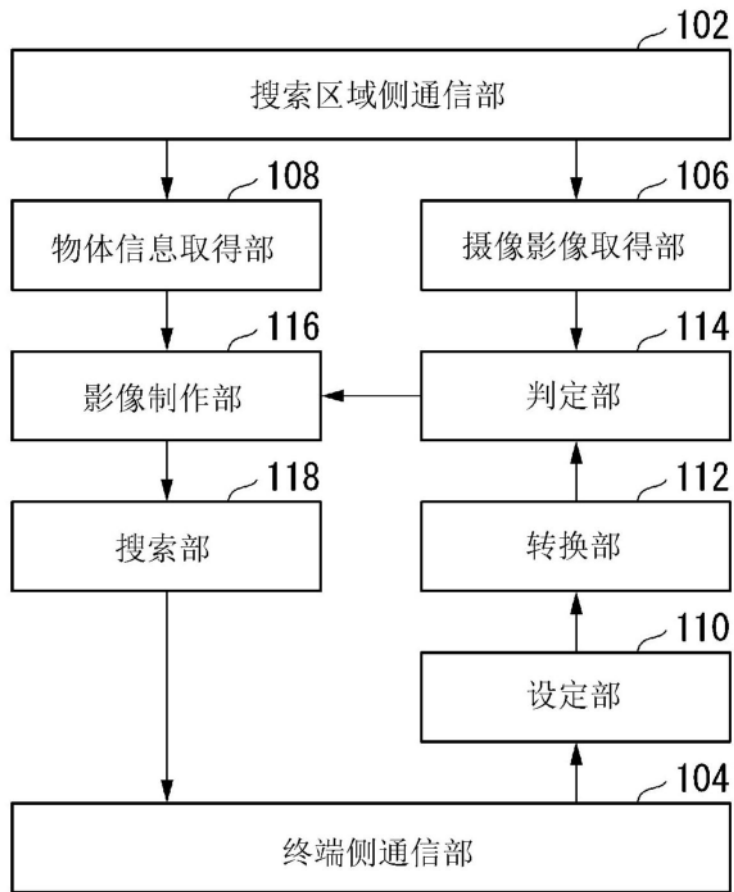 102
搜索区域侧通信部
108
物体信息取得部
106
摄像影像取得部
116
影像制作部
114
判定部
118
搜索部
112
转换部
110
设定部
104
终端侧通信部